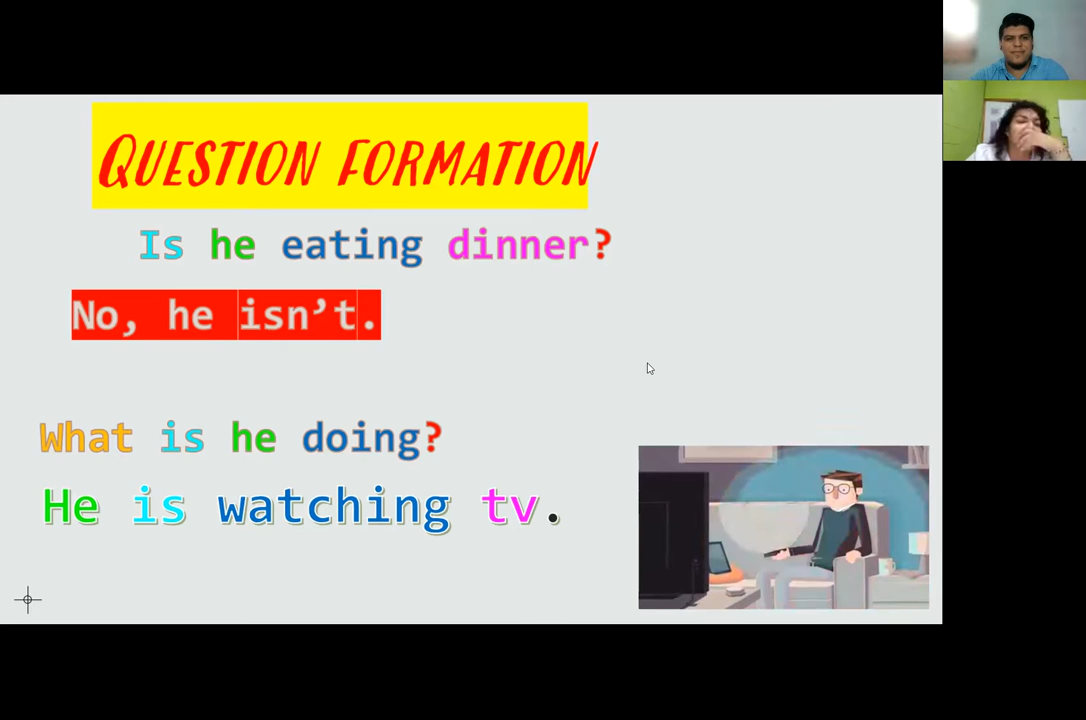 QUESTION FORMATION
Is he eating dinner?
No, he isn't.
What is he doing?
He is watching tv.